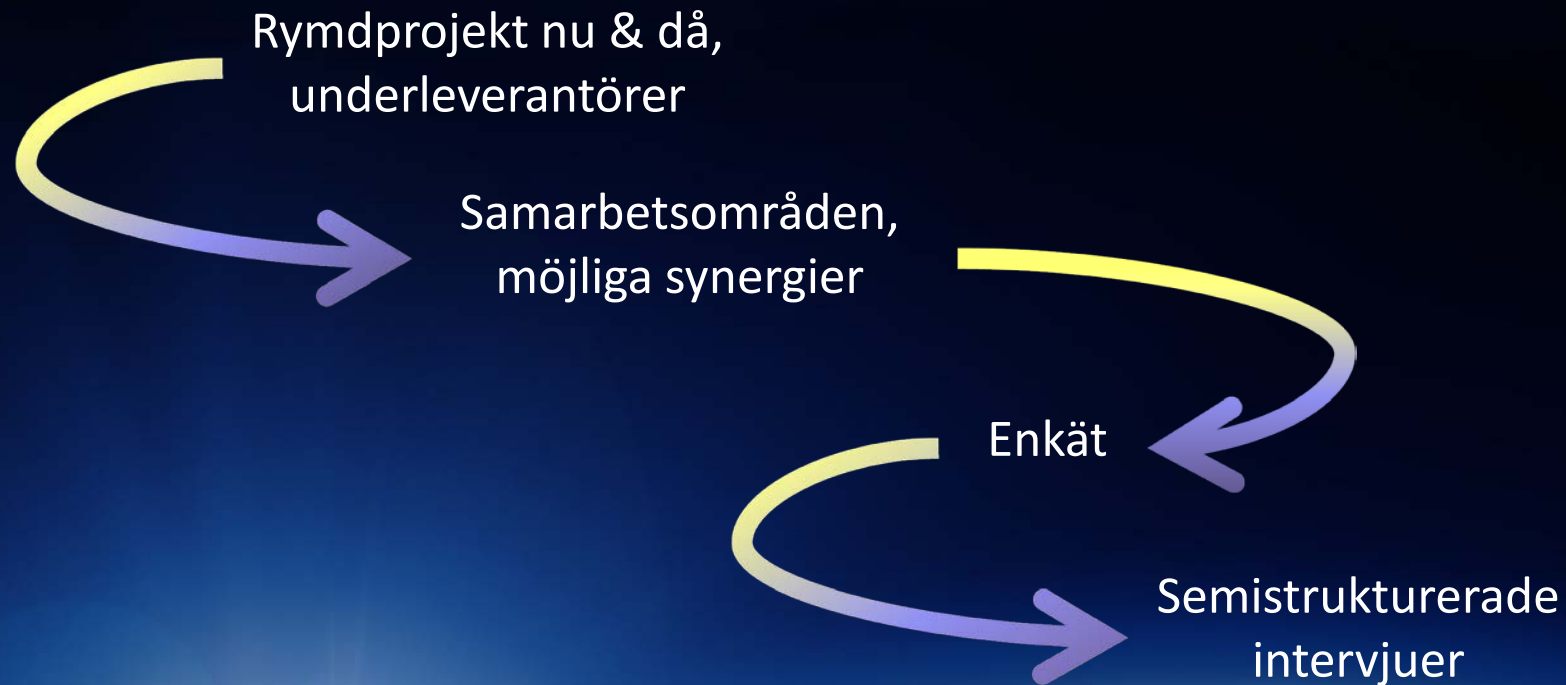 Rymdprojekt nu & då,
underleverantörer
Samarbetsområden,
möjliga synergier
Enkät
Semistrukturerade
intervjuer